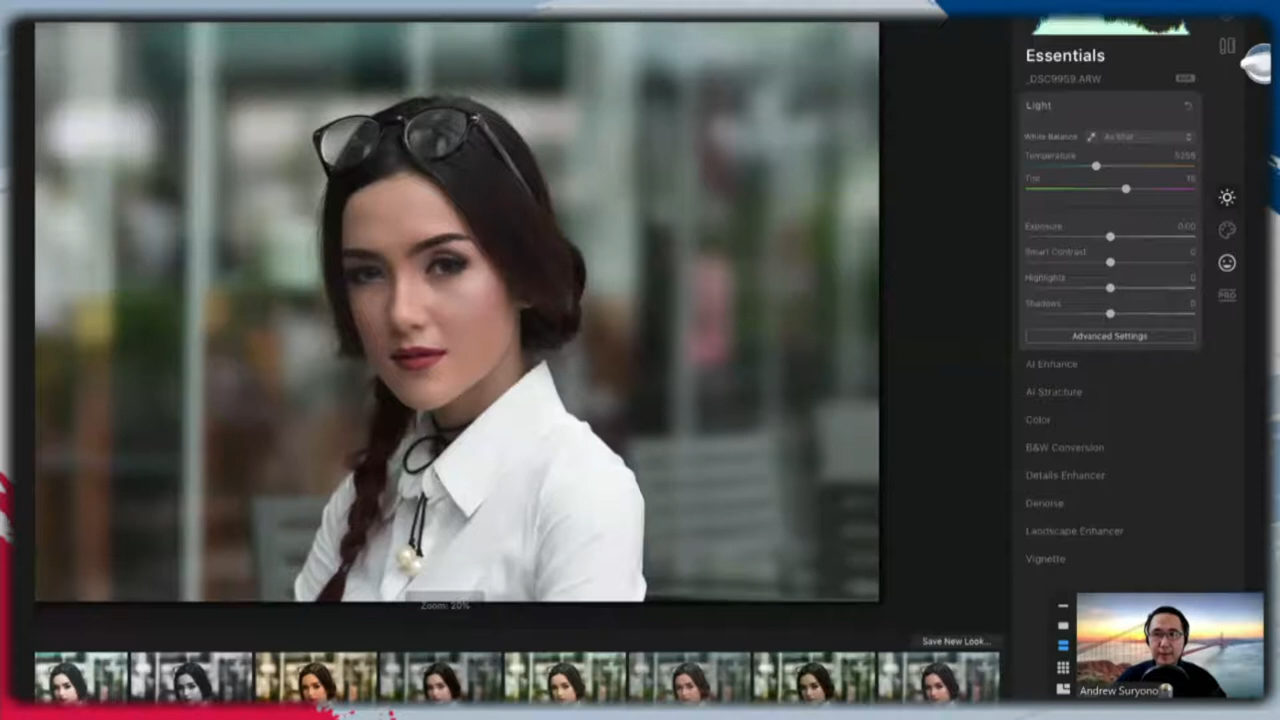 Essentials
_DSC9959.ARW
Light
White Balance As Shot
Temperature
Tint
Exposure 0.00
Smart Contrast 0
Highlights 0
Shadows 0
Advanced Settings
AI Enhance
AI Structure
Color
B&W Conversion
Details Enhancer
Denoise
Landscape Enhancer
Vignette
PRO
Zoom: 20%
Save New Look...
Andrew Suryono